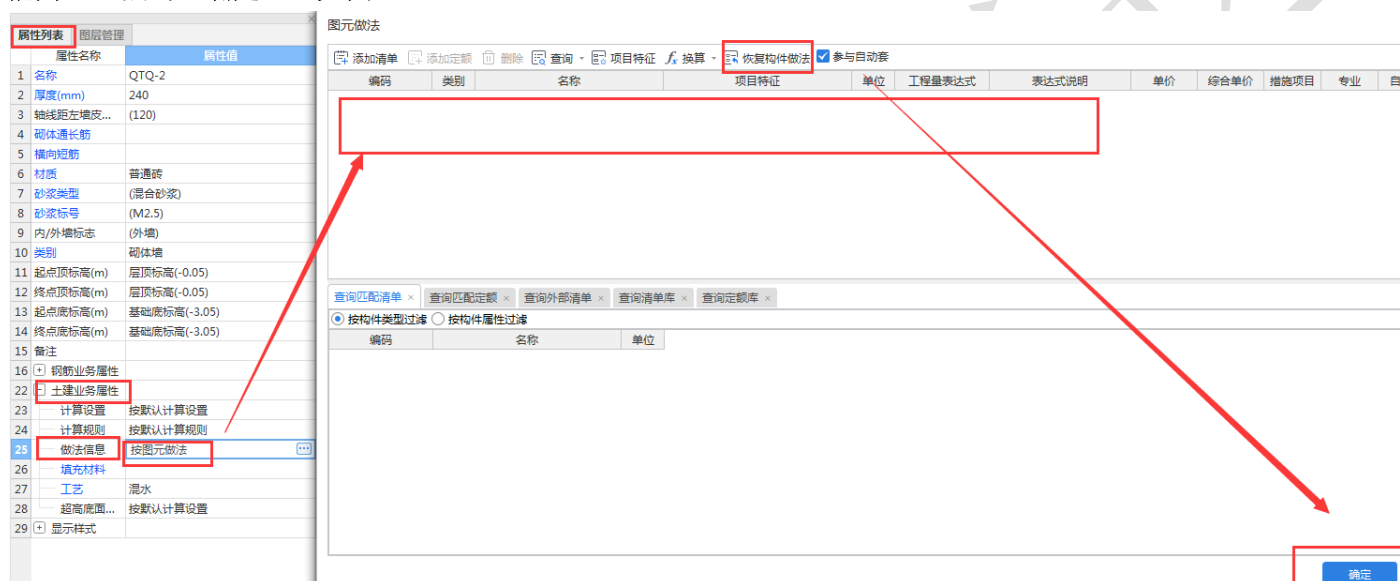 属性列表 图层管理
属性名称 属性值
1 名称 QTQ-2
2 厚度(mm) 240
3 轴线距左墙皮... (120)
4 砌体通长筋
5 横向短筋
6 材质 普通砖
7 砂浆类型 (混合砂浆)
8 砂浆标号 (M2.5)
9 内/外墙标志 (外墙)
10 类别 砌体墙
11 起点顶标高(m) 层顶标高(-0.05)
12 终点顶标高(m) 层顶标高(-0.05)
13 起点底标高(m) 基础底标高(-3.05)
14 终点底标高(m) 基础底标高(-3.05)
15 备注
16 钢筋业务属性
22 土建业务属性
23 计算设置 按默认计算设置
24 计算规则 按默认计算规则
25 做法信息 按图元做法
26 填充材料
27 工艺 混水
28 超高底面... 按默认计算设置
29 显示样式
图元做法
添加清单 添加定额 删除 查询 项目特征 fx 换算 恢复构件做法 参与自动套
编码 类别 名称 项目特征 单位 工程量表达式 表达式说明 单价 综合单价 措施项目 专业 自
查询匹配清单 × 查询匹配定额 × 查询外部清单 × 查询清单库 × 查询定额库 ×
按构件类型过滤 按构件属性过滤
编码 名称 单位
确定